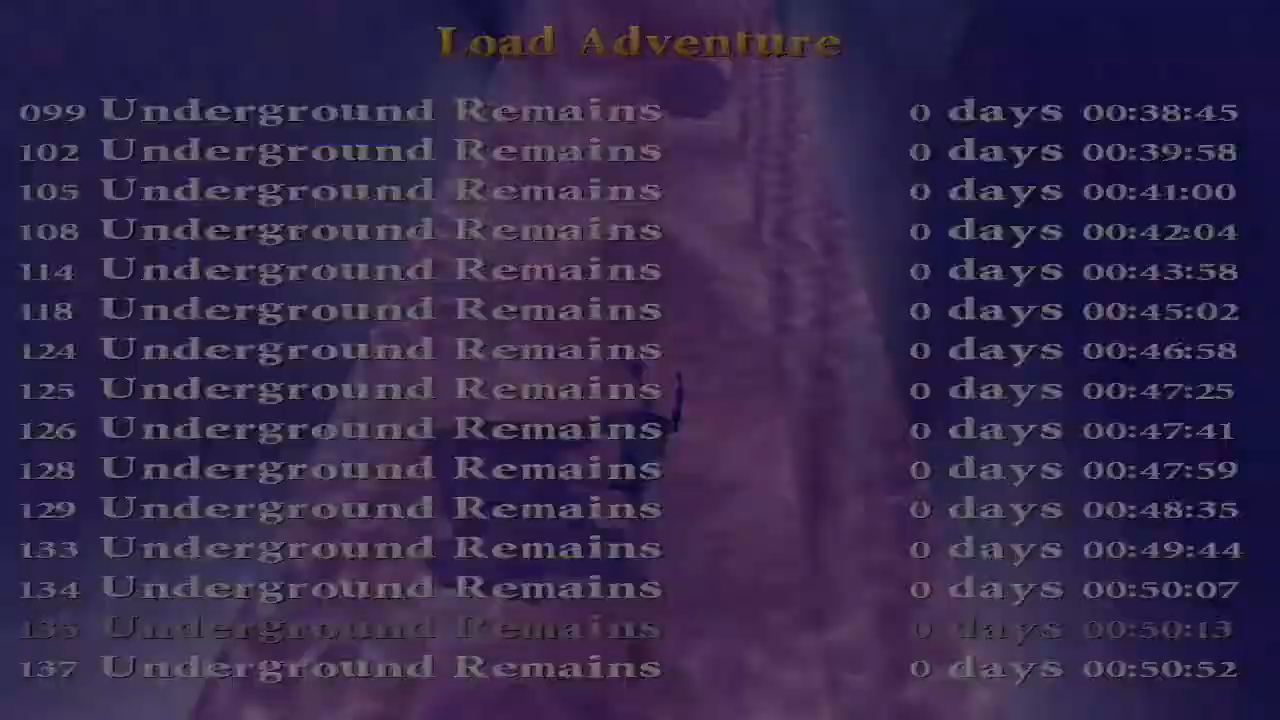 Load Adventure
099 Underground Remains 0 days 00:38:45
102 Underground Remains 0 days 00:39:58
105 Underground Remains 0 days 00:41:00
108 Underground Remains 0 days 00:42:04
114 Underground Remains 0 days 00:43:58
118 Underground Remains 0 days 00:45:02
124 Underground Remains 0 days 00:46:58
125 Underground Remains 0 days 00:47:25
126 Underground Remains 0 days 00:47:41
128 Underground Remains 0 days 00:47:59
129 Underground Remains 0 days 00:48:35
133 Underground Remains 0 days 00:49:44
134 Underground Remains 0 days 00:50:07
135 Underground Remains 0 days 00:50:13
137 Underground Remains 0 days 00:50:52